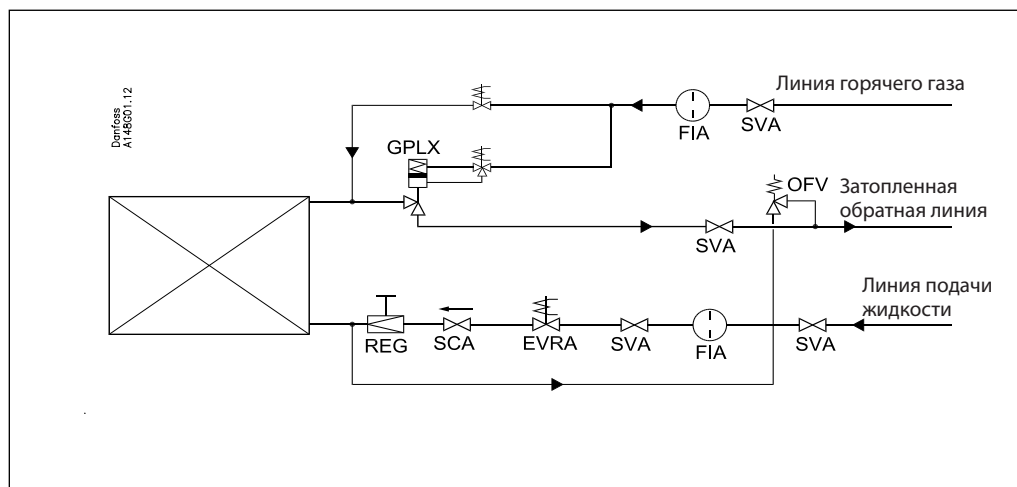 Danfoss
A148G01.12
Линия горячего газа
FIA
SVA
GPLX
OFV
Затопленная
обратная линия
SVA
Линия подачи
жидкости
REG
SCA
EVRA
SVA
FIA
SVA